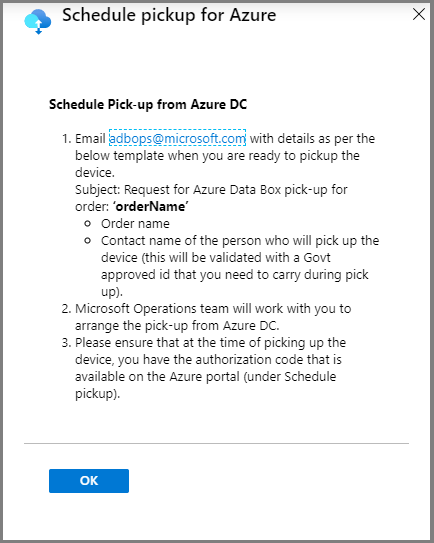 Schedule pickup for Azure
Schedule Pick-up from Azure DC
1. Email adbops@microsoft.com with details as per the
below template when you are ready to pickup the
device.
Subject: Request for Azure Data Box pick-up for
order: ‘orderName’
Order name
Contact name of the person who will pick up the
device (this will be validated with a Govt
approved id that you need to carry during pick
up).
2. Microsoft Operations team will work with you to
arrange the pick-up from Azure DC.
3. Please ensure that at the time of picking up the
device, you have the authorization code that is
available on the Azure portal (under Schedule
pickup).
OK